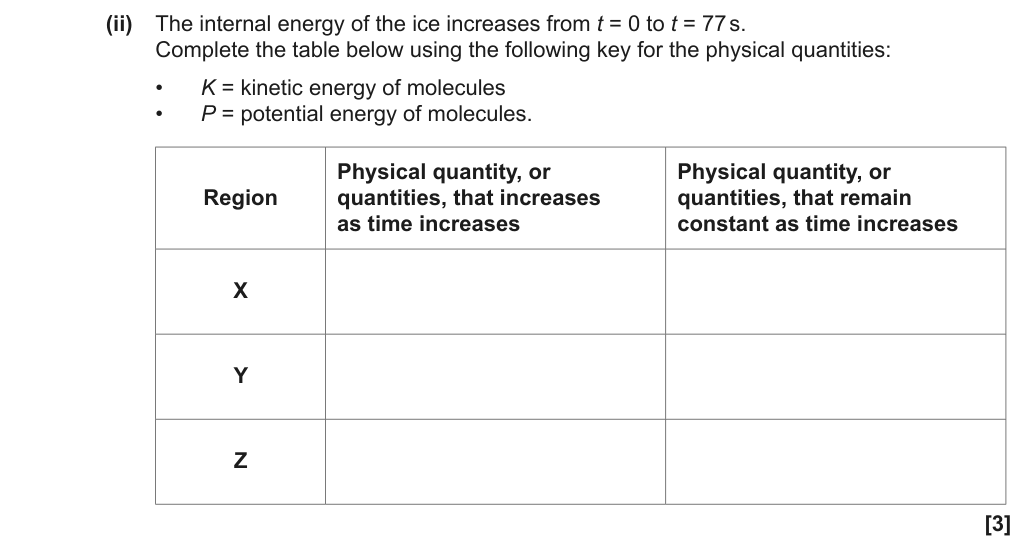 (ii) The internal energy of the ice increases from t = 0 to t = 77 s.
Complete the table below using the following key for the physical quantities:
• K = kinetic energy of molecules
• P = potential energy of molecules.
Region
Physical quantity, or
quantities, that increases
as time increases
Physical quantity, or
quantities, that remain
constant as time increases
X
Y
Z
[3]